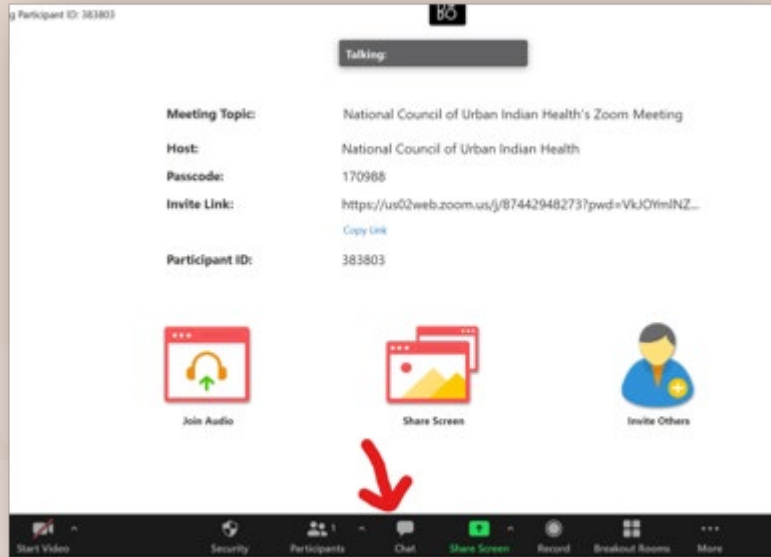 g Participant ID: 383803
Talking:
Meeting Topic: National Council of Urban Indian Health's Zoom Meeting
Host: National Council of Urban Indian Health
Passcode: 170988
Invite Link: https://us02web.zoom.us/j/87442948273?pwd=VkJOYmlNZ...
Copy Link
Participant ID: 383803
Join Audio Share Screen Invite Others
1
Start Video Security Participants Chat Share Screen Record Breakout Rooms More